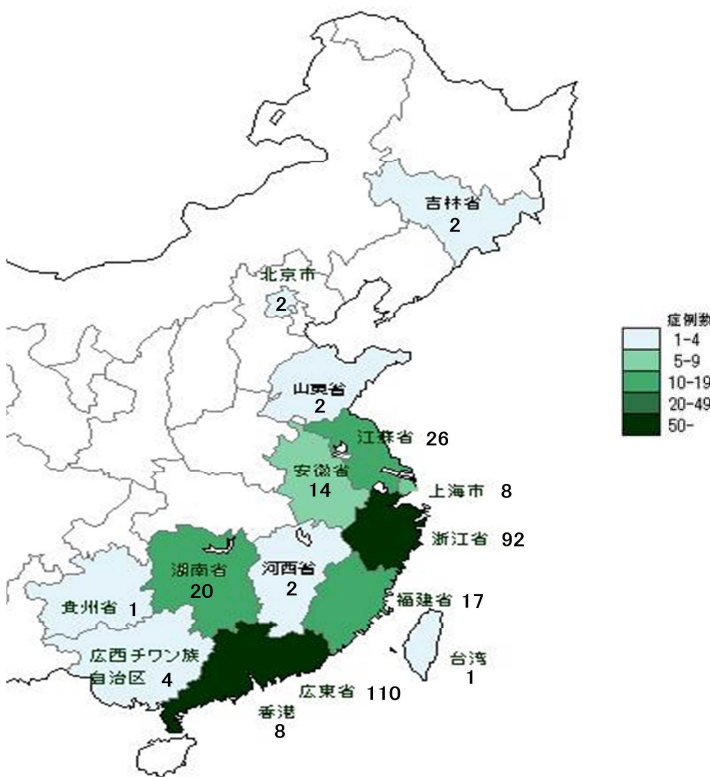 吉林省
2
北京市
2
症例数
1-4
5-9
10-19
20-49
50-
山東省
2
江蘇省 26
安徽省
14
上海市 8
浙江省 92
湖南省
20
河西省
2
貴州省 1
福建省 17
広西チワン族
自治区 4
台湾
1
広東省 110
香港
8